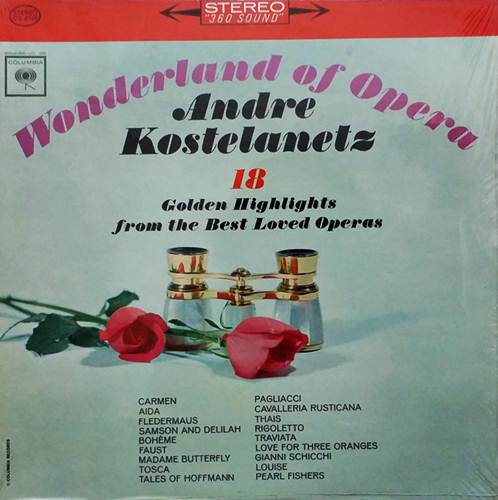 STEREO
"360 SOUND"
COLUMBIA
Wonderland of Opera
Andre
Kostelanetz
18
Golden Highlights
from the Best Loved Operas
CARMEN
AIDA
FLEDERMAUS
SAMSON AND DELILAH
BOHÈME
FAUST
MADAME BUTTERFLY
TOSCA
TALES OF HOFFMANN
PAGLIACCI
CAVALLERIA RUSTICANA
THAIS
RIGOLETTO
TRAVIATA
LOVE FOR THREE ORANGES
GIANNI SCHICCHI
LOUISE
PEARL FISHERS